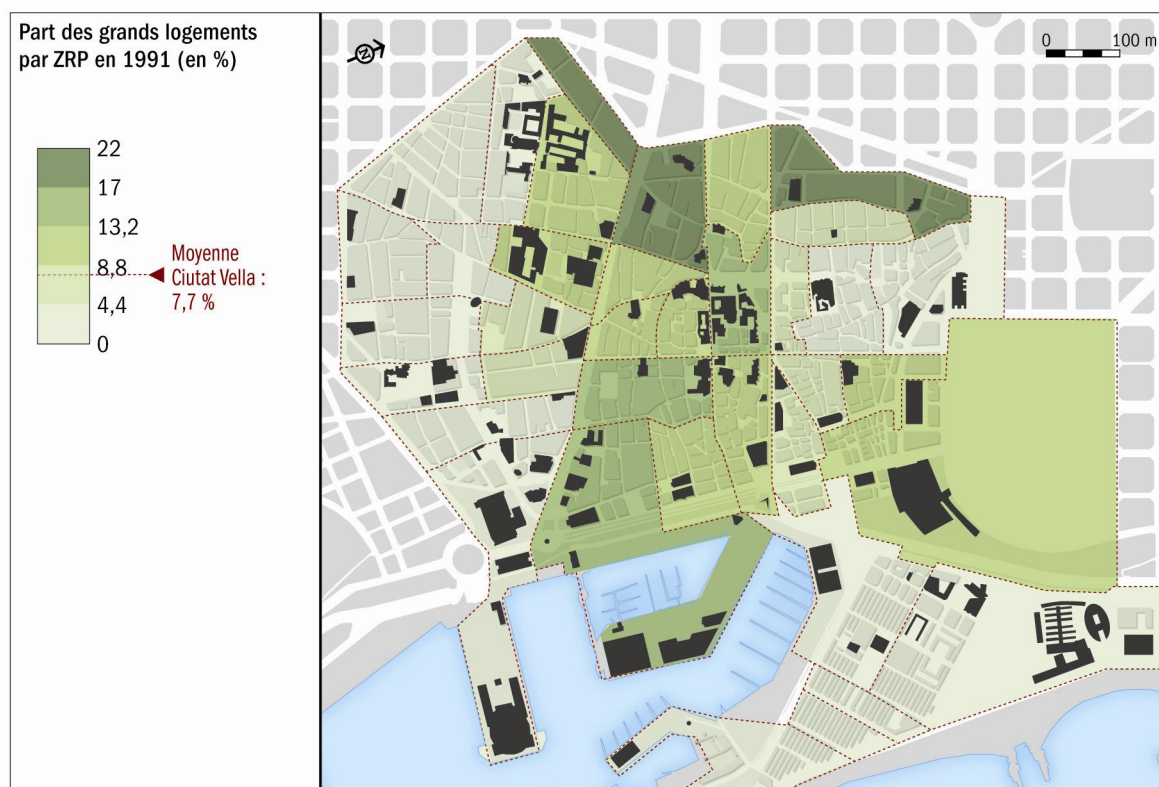 Part des grands logements
par ZRP en 1991 (en %)
22
17
13,2
8,8
4,4
0
Moyenne
Ciutat Vella :
7,7 %
N
0 100 m